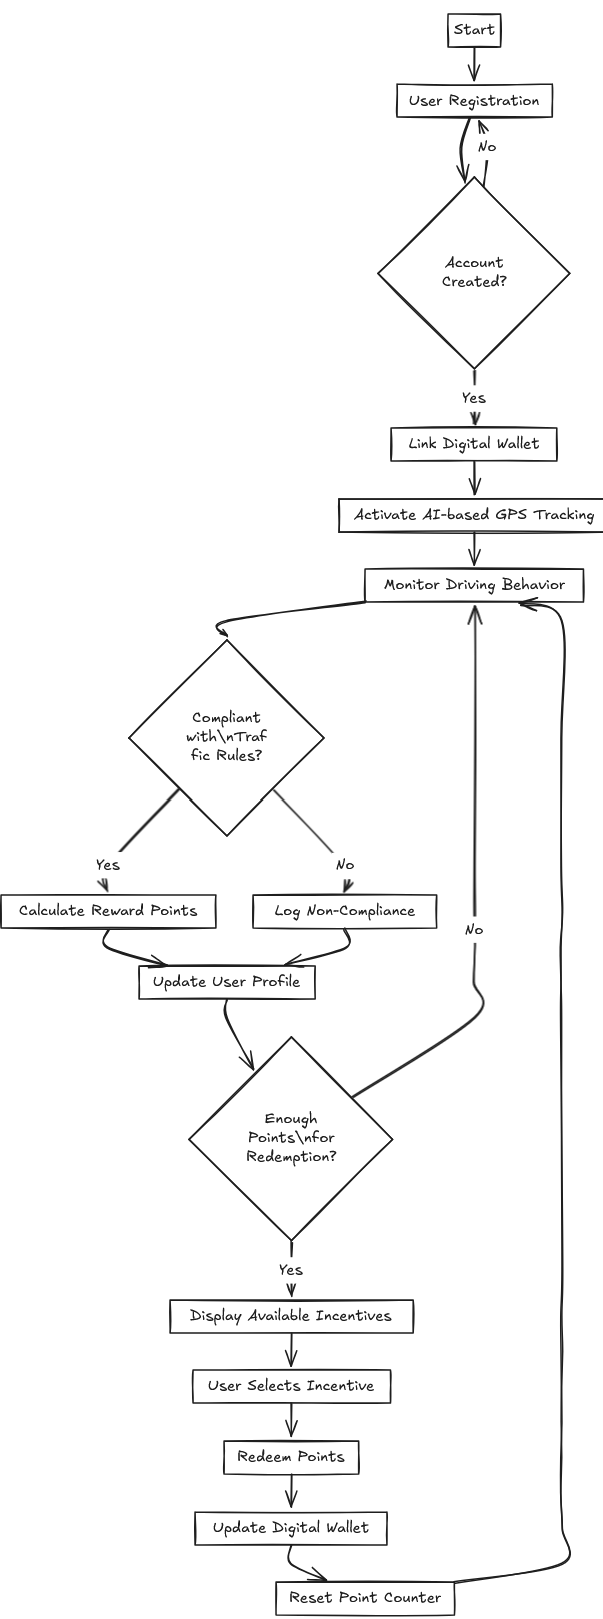 Start
User Registration
No
Account
Created?
Yes
Link Digital Wallet
Activate AI-based GPS Tracking
Monitor Driving Behavior
Compliant
with\nTraf
fic Rules?
Yes
No
Calculate Reward Points
Log Non-Compliance
No
Update User Profile
Enough
Points\nfor
Redemption?
Yes
Display Available Incentives
User Selects Incentive
Redeem Points
Update Digital Wallet
Reset Point Counter